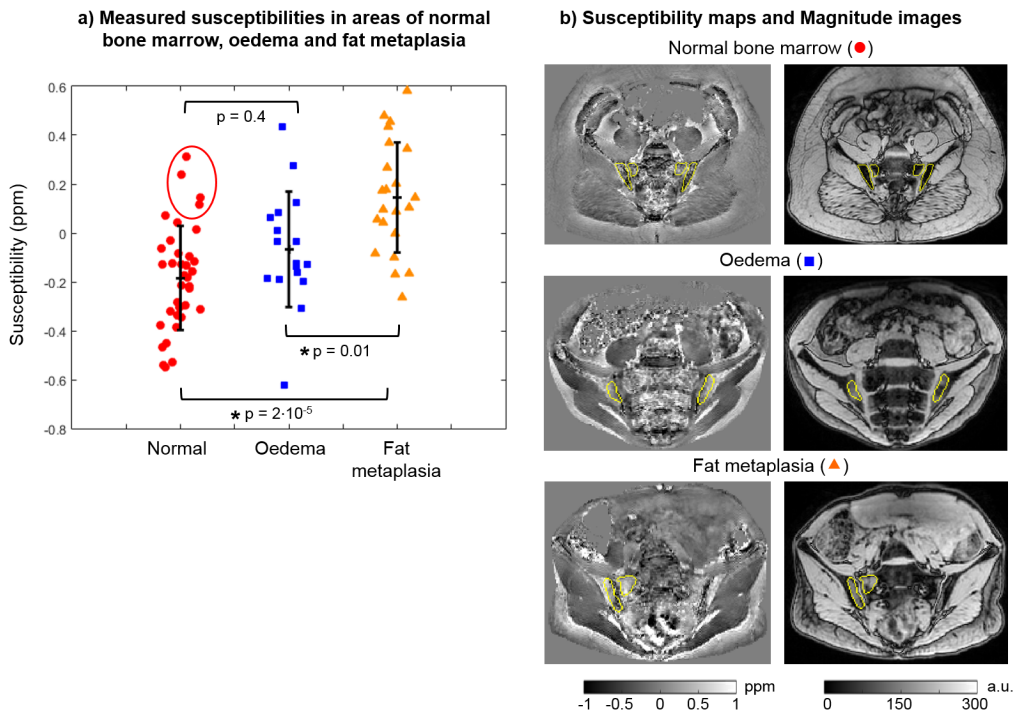 a) Measured susceptibilities in areas of normal
bone marrow, oedema and fat metaplasia
Susceptibility (ppm)
0.6
0.4
0.2
0
-0.2
-0.4
-0.6
-0.8
p = 0.4
* p = 0.01
* p = 2·10⁻⁵
Normal
Oedema
Fat
metaplasia
b) Susceptibility maps and Magnitude images
Normal bone marrow (●)
Oedema (■)
Fat metaplasia (▲)
-1 -0.5 0 0.5 1 ppm
0 150 300 a.u.